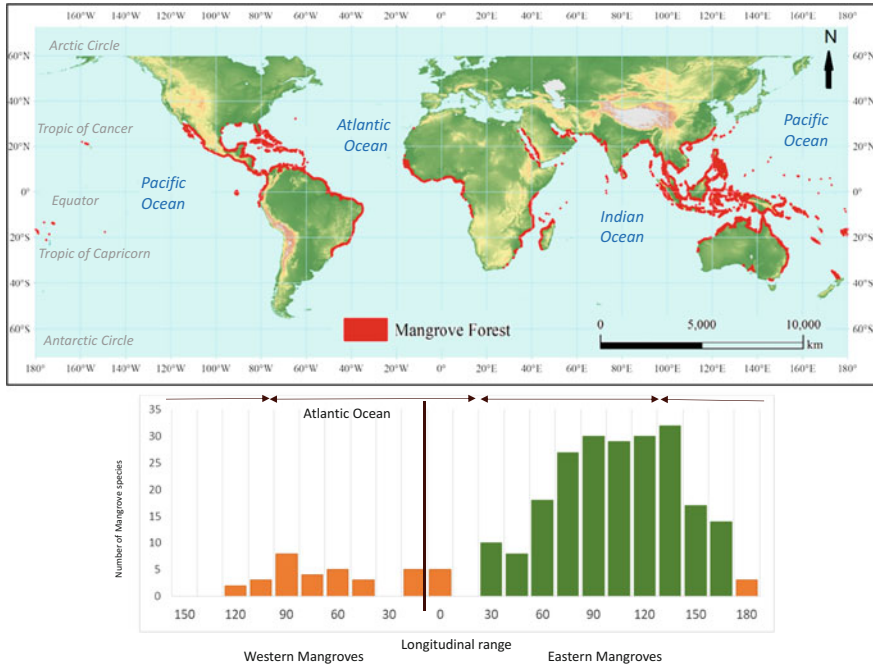 180° 160°W 140°W 120°W 100°W 80°W 60°W 40°W 20°W 0° 20°E 40°E 60°E 80°E 100°E 120°E 140°E 160°E 180°
Arctic Circle
N
60°N 60°N
40°N 40°N
Tropic of Cancer
Atlantic
Ocean
Pacific
Ocean
20°N 20°N
Pacific
Ocean
Equator
0° 0°
Indian
Ocean
20°S 20°S
Tropic of Capricorn
40°S 40°S
Mangrove Forest
0 5,000 10,000
km
60°S 60°S
Antarctic Circle
180° 160°W 140°W 120°W 100°W 80°W 60°W 40°W 20°W 0° 20°E 40°E 60°E 80°E 100°E 120°E 140°E 160°E 180°
Atlantic Ocean
Number of Mangrove species
35
30
25
20
15
10
5
0
150 120 90 60 30 0 30 60 90 120 150 180
Longitudinal range
Western Mangroves Eastern Mangroves